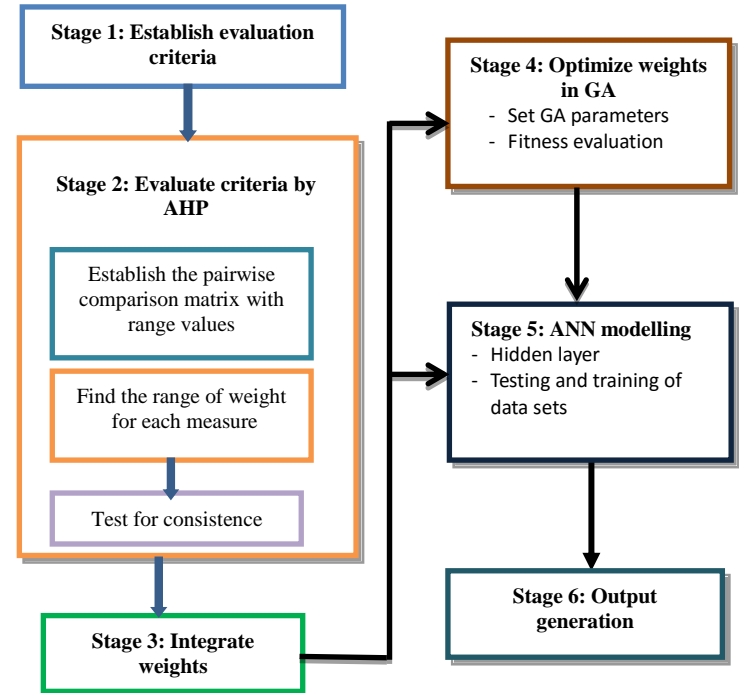 Stage 1: Establish evaluation
criteria
Stage 2: Evaluate criteria by
AHP
Establish the pairwise
comparison matrix with
range values
Find the range of weight
for each measure
Test for consistence
Stage 3: Integrate
weights
Stage 4: Optimize weights
in GA
- Set GA parameters
- Fitness evaluation
Stage 5: ANN modelling
- Hidden layer
- Testing and training of
data sets
Stage 6: Output
generation